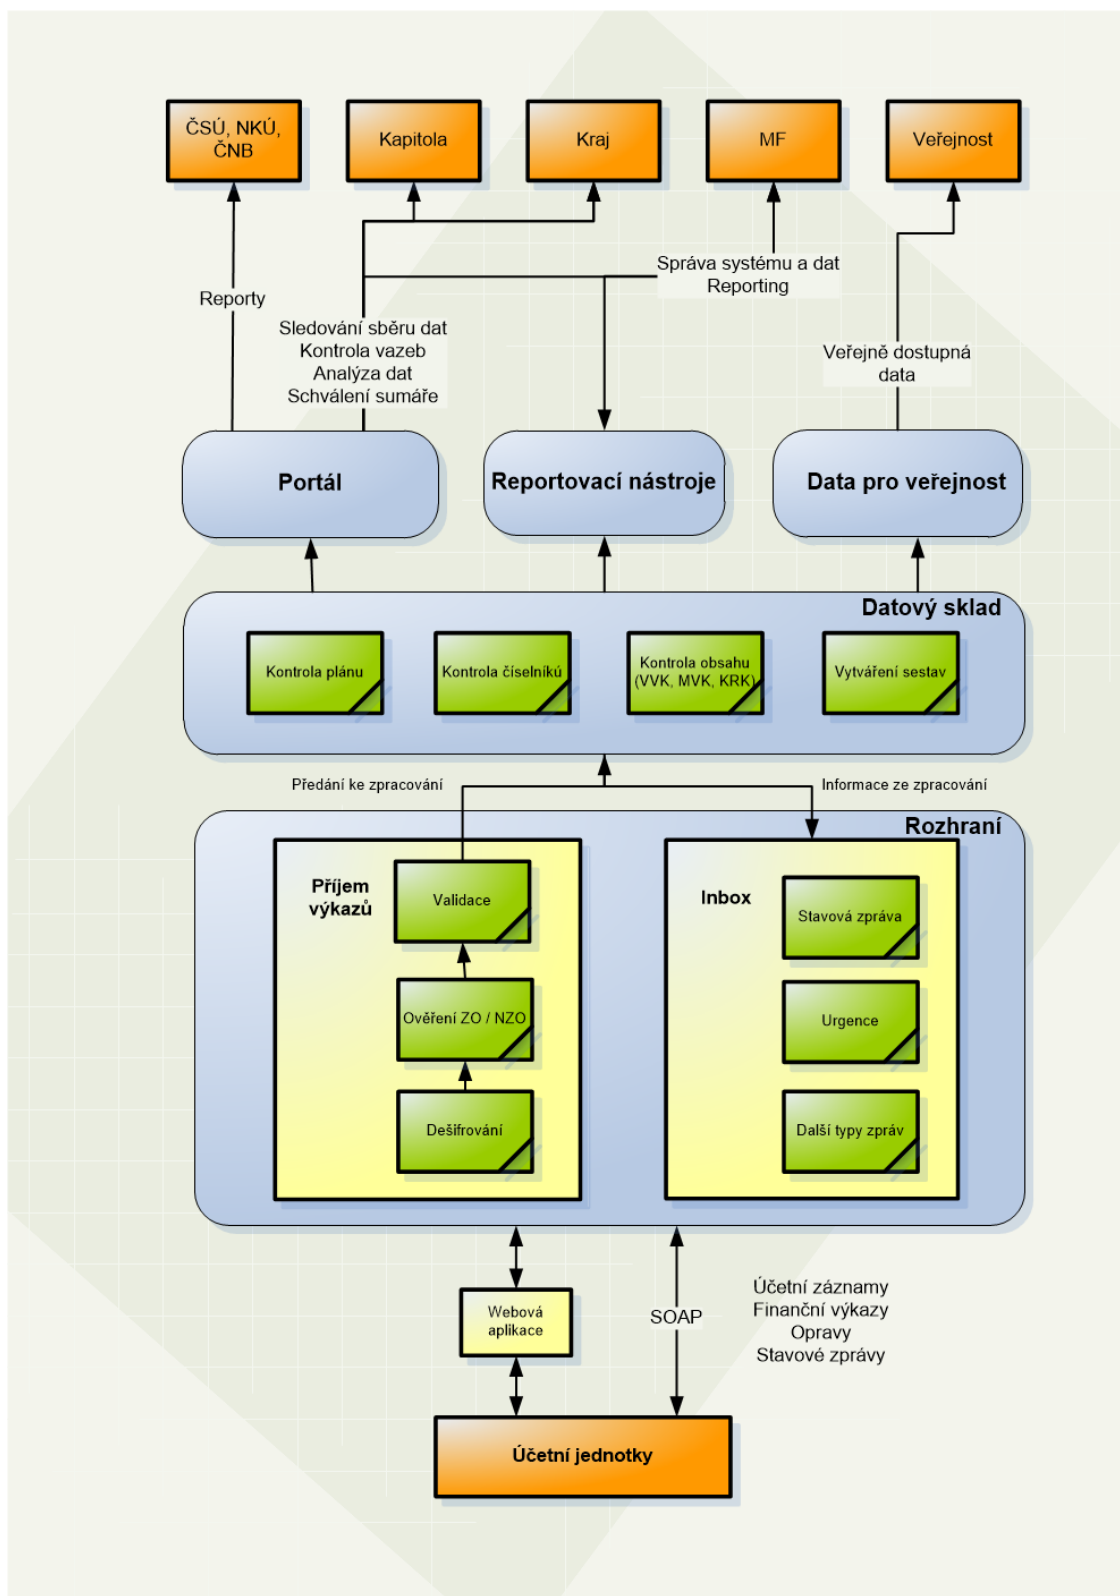 ČSÚ, NKÚ,
ČNB
Kapitola
Kraj
MF
Veřejnost
Správa systému a dat
Reporting
Reporty
Sledování sběru dat
Kontrola vazeb
Analýza dat
Schválení sumáře
Veřejně dostupná
data
Portál
Reportovací nástroje
Data pro veřejnost
Datový sklad
Kontrola plánu
Kontrola číselníků
Kontrola obsahu
(VVK, MVK, KRK)
Vytváření sestav
Předání ke zpracování
Informace ze zpracování
Rozhraní
Příjem
výkazů
Validace
Ověření ZO / NZO
Dešifrování
Inbox
Stavová zpráva
Urgence
Další typy zpráv
Webová
aplikace
SOAP
Účetní záznamy
Finanční výkazy
Opravy
Stavové zprávy
Účetní jednotky